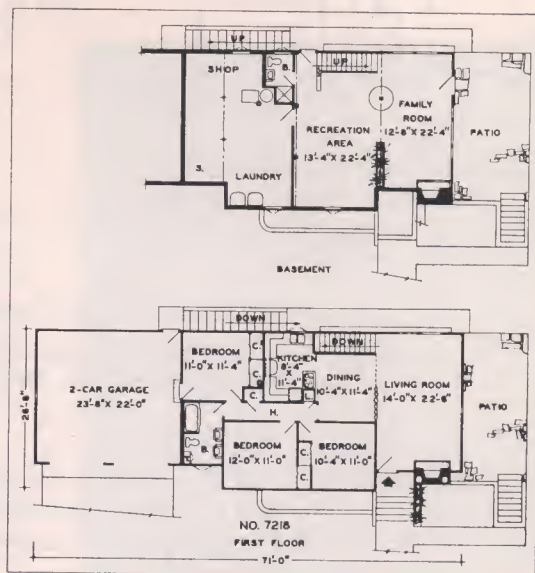 UP
SHOP
B.
UP
FAMILY
ROOM
12'-8" X 22'-4"
PATIO
RECREATION
AREA
13'-4" X 22'-4"
S.
LAUNDRY
BASEMENT
DOWN
BEDROOM
11'-0" X 11'-4"
C.
C.
C.
KITCHEN
8'-4"
X
11'-4"
DOWN
DINING
10'-4" X 11'-4"
L.
LIVING ROOM
14'-0" X 22'-8"
PATIO
2-CAR GARAGE
23'-8" X 22'-0"
26'-8"
H.
B.
BEDROOM
12'-0" X 11'-0"
C.
C.
BEDROOM
10'-4" X 11'-0"
NO. 7218
FIRST FLOOR
71'-0"